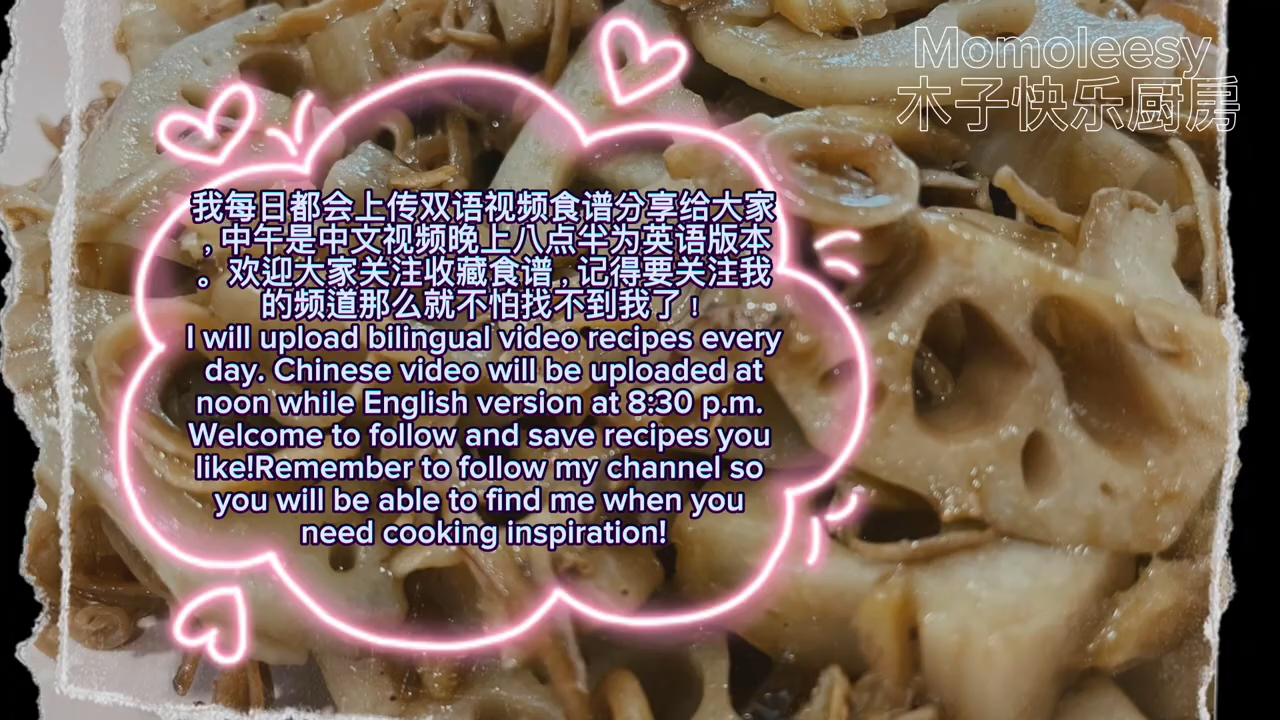 Momoleesy
木子快乐厨房
我每日都会上传双语视频食谱分享给大家
，中午是中文视频晚上八点半为英语版本
。欢迎大家关注收藏食谱，记得要关注我
的频道那么就不怕找不到我了！
I will upload bilingual video recipes every
day. Chinese video will be uploaded at
noon while English version at 8:30 p.m.
Welcome to follow and save recipes you
like!Remember to follow my channel so
you will be able to find me when you
need cooking inspiration!